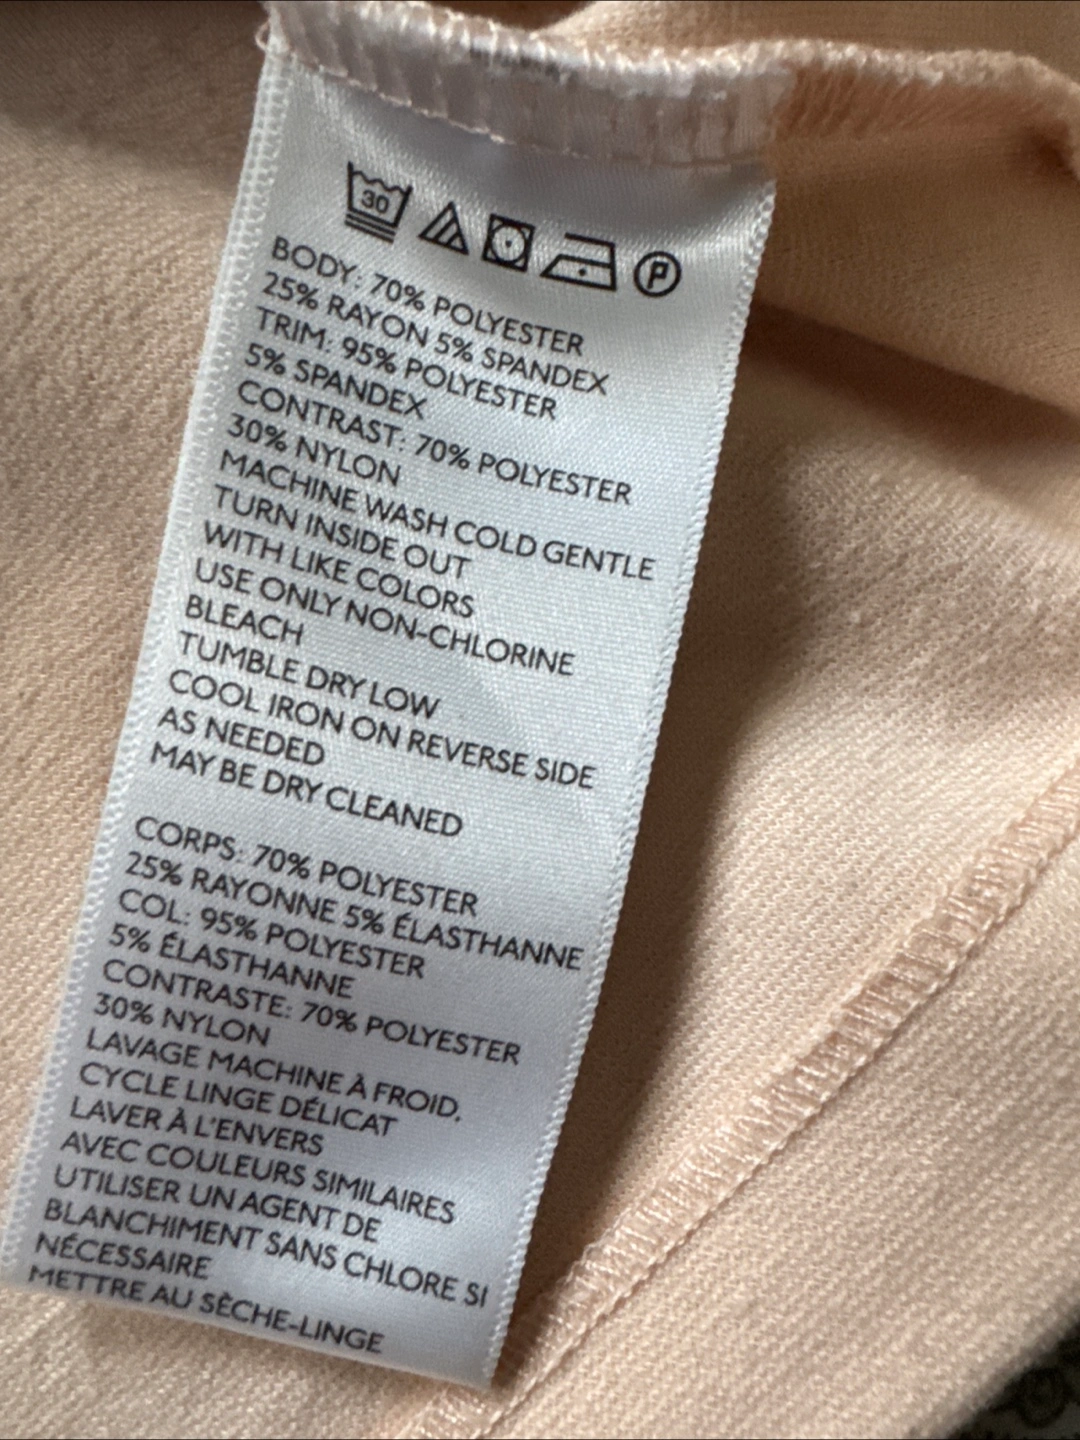 30
P
BODY: 70% POLYESTER
25% RAYON 5% SPANDEX
TRIM: 95% POLYESTER
5% SPANDEX
CONTRAST: 70% POLYESTER
30% NYLON
MACHINE WASH COLD GENTLE
TURN INSIDE OUT
WITH LIKE COLORS
USE ONLY NON-CHLORINE
BLEACH
TUMBLE DRY LOW
COOL IRON ON REVERSE SIDE
AS NEEDED
MAY BE DRY CLEANED
CORPS: 70% POLYESTER
25% RAYONNE 5% ÉLASTHANNE
COL: 95% POLYESTER
5% ÉLASTHANNE
CONTRASTE: 70% POLYESTER
30% NYLON
LAVAGE MACHINE À FROID,
CYCLE LINGE DÉLICAT
LAVER À L'ENVERS
AVEC COULEURS SIMILAIRES
UTILISER UN AGENT DE
BLANCHIMENT SANS CHLORE SI
NÉCESSAIRE
METTRE AU SÈCHE-LINGE